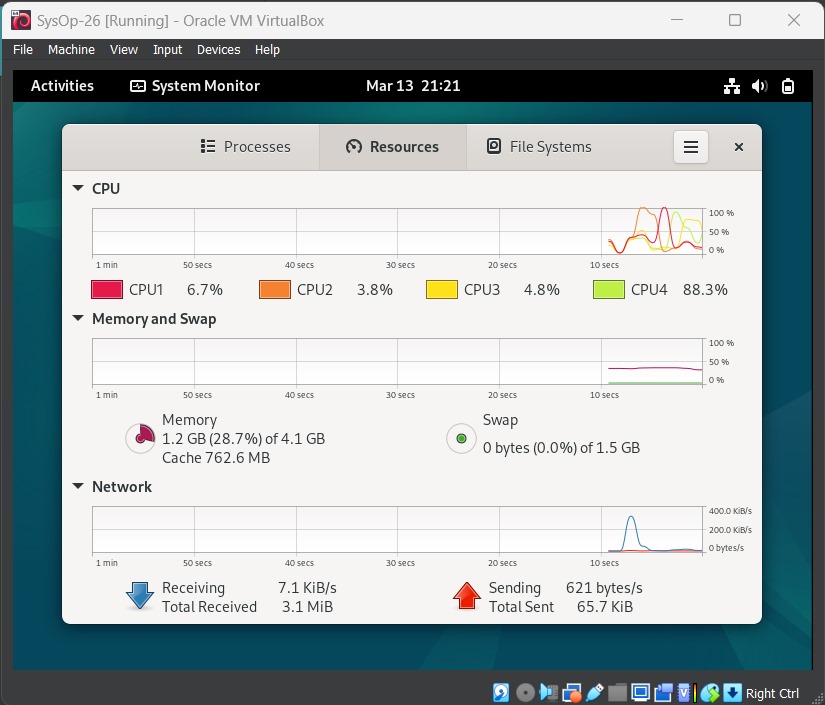 SysOp-26 [Running] - Oracle VM VirtualBox
File Machine View Input Devices Help
Activities System Monitor Mar 13 21:21
Processes Resources File Systems
CPU
100 %
50 %
0 %
1 min 50 secs 40 secs 30 secs 20 secs 10 secs
CPU1 6.7% CPU2 3.8% CPU3 4.8% CPU4 88.3%
Memory and Swap
100 %
50 %
0 %
1 min 50 secs 40 secs 30 secs 20 secs 10 secs
Memory
1.2 GB (28.7%) of 4.1 GB
Cache 762.6 MB
Swap
0 bytes (0.0%) of 1.5 GB
Network
400.0 KiB/s
200.0 KiB/s
0 bytes/s
1 min 50 secs 40 secs 30 secs 20 secs 10 secs
Receiving 7.1 KiB/s
Total Received 3.1 MiB
Sending 621 bytes/s
Total Sent 65.7 KiB
V
Right Ctrl